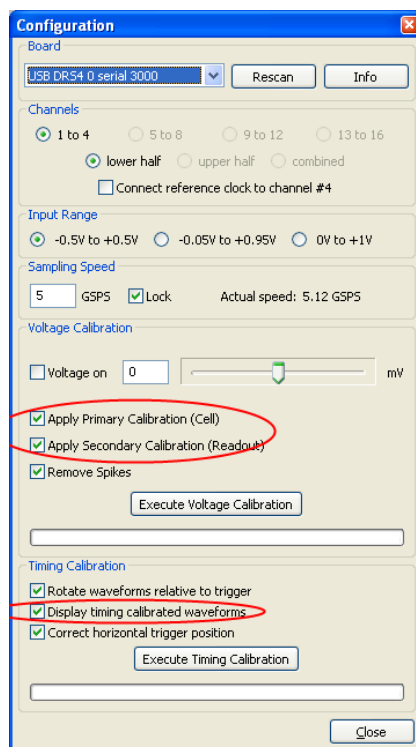 Configuration
Board
USB DRS4 0 serial 3000 Rescan Info
Channels
1 to 4 5 to 8 9 to 12 13 to 16
lower half upper half combined
Connect reference clock to channel #4
Input Range
-0.5V to +0.5V -0.05V to +0.95V 0V to +1V
Sampling Speed
5 GSPS Lock Actual speed: 5.12 GSPS
Voltage Calibration
Voltage on 0 mV
Apply Primary Calibration (Cell)
Apply Secondary Calibration (Readout)
Remove Spikes
Execute Voltage Calibration
Timing Calibration
Rotate waveforms relative to trigger
Display timing calibrated waveforms
Correct horizontal trigger position
Execute Timing Calibration
Close